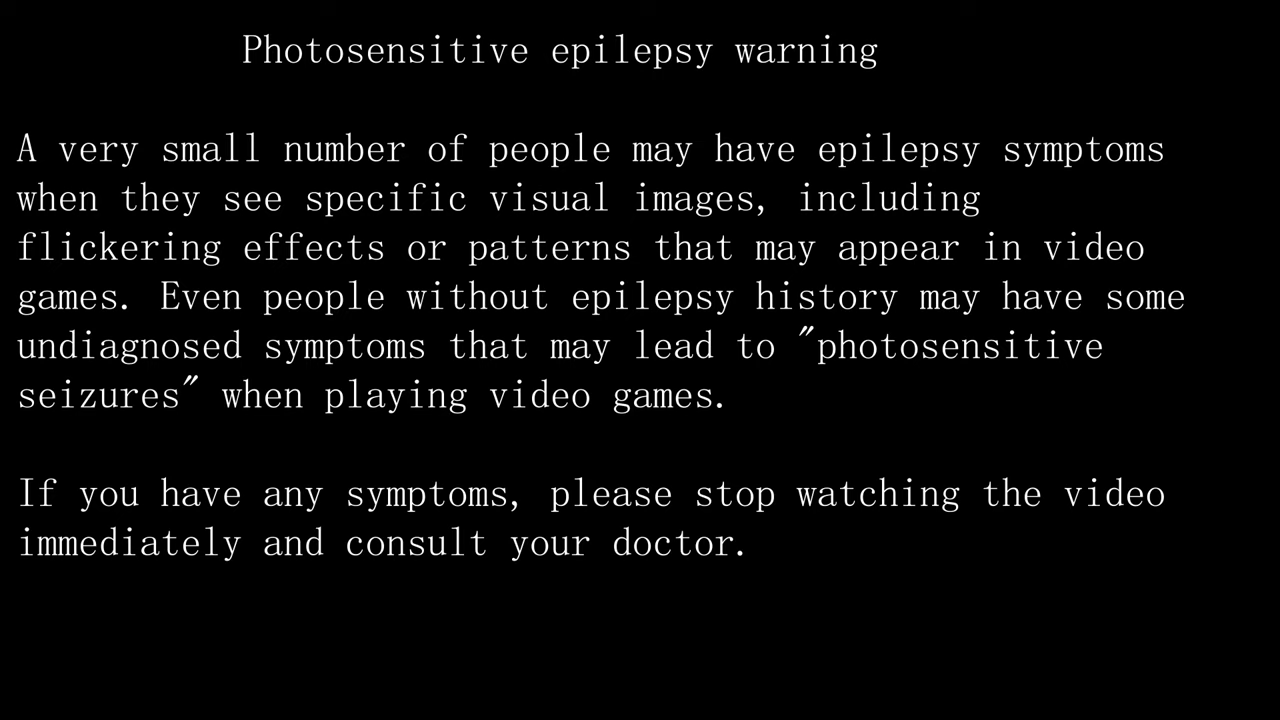 Photosensitive epilepsy warning
A very small number of people may have epilepsy symptoms
when they see specific visual images, including
flickering effects or patterns that may appear in video
games. Even people without epilepsy history may have some
undiagnosed symptoms that may lead to "photosensitive
seizures" when playing video games.
If you have any symptoms, please stop watching the video
immediately and consult your doctor.